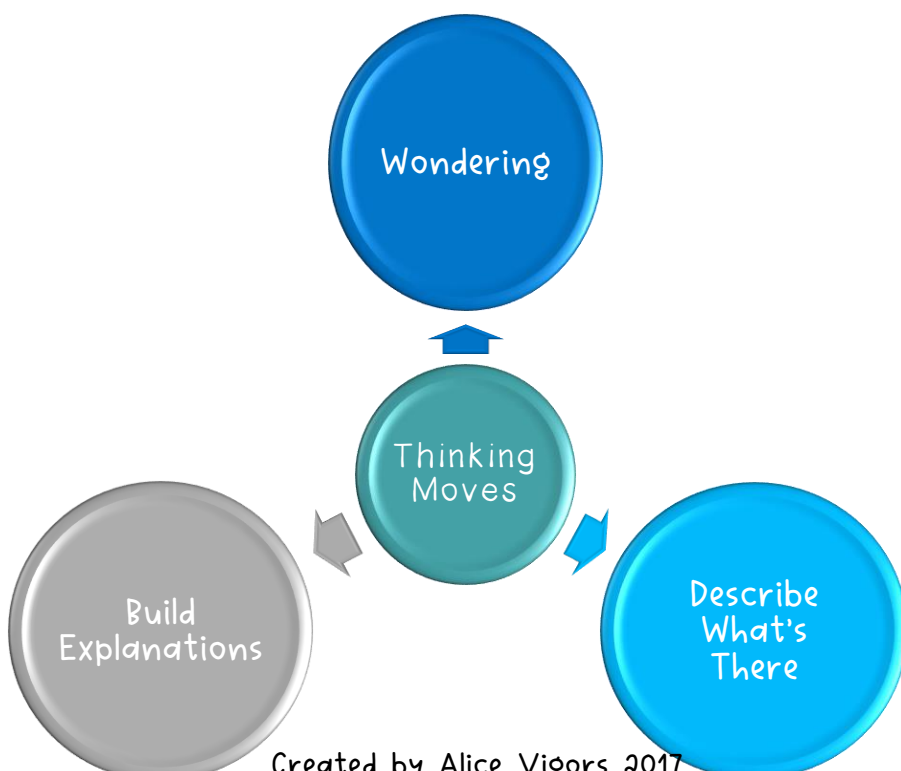 Wondering
Thinking
Moves
Build
Explanations
Describe
What's
There
Created by Alice Vigors 2017